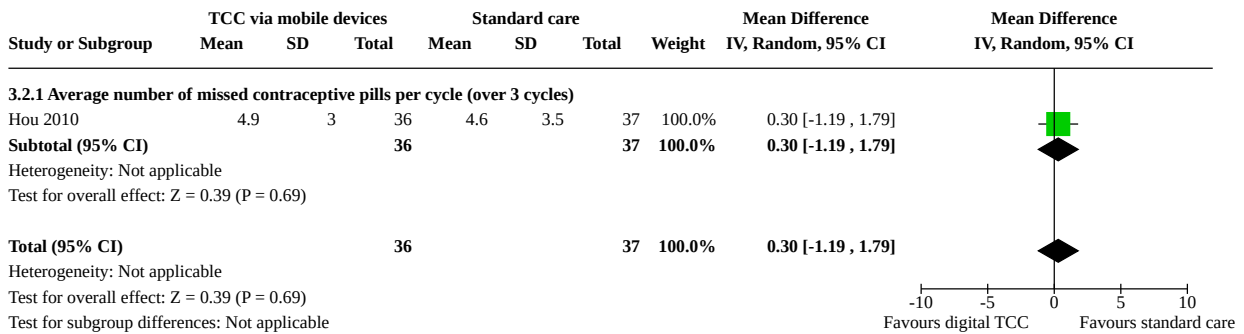 TCC via mobile devices Standard care Mean Difference Mean Difference
Study or Subgroup Mean SD Total Mean SD Total Weight IV, Random, 95% CI IV, Random, 95% CI
3.2.1 Average number of missed contraceptive pills per cycle (over 3 cycles)
Hou 2010 4.9 3 36 4.6 3.5 37 100.0% 0.30 [-1.19 , 1.79]
Subtotal (95% CI) 36 37 100.0% 0.30 [-1.19 , 1.79]
Heterogeneity: Not applicable
Test for overall effect: Z = 0.39 (P = 0.69)
Total (95% CI) 36 37 100.0% 0.30 [-1.19 , 1.79]
Heterogeneity: Not applicable
Test for overall effect: Z = 0.39 (P = 0.69)
Test for subgroup differences: Not applicable
-10 -5 0 5 10
Favours digital TCC Favours standard care